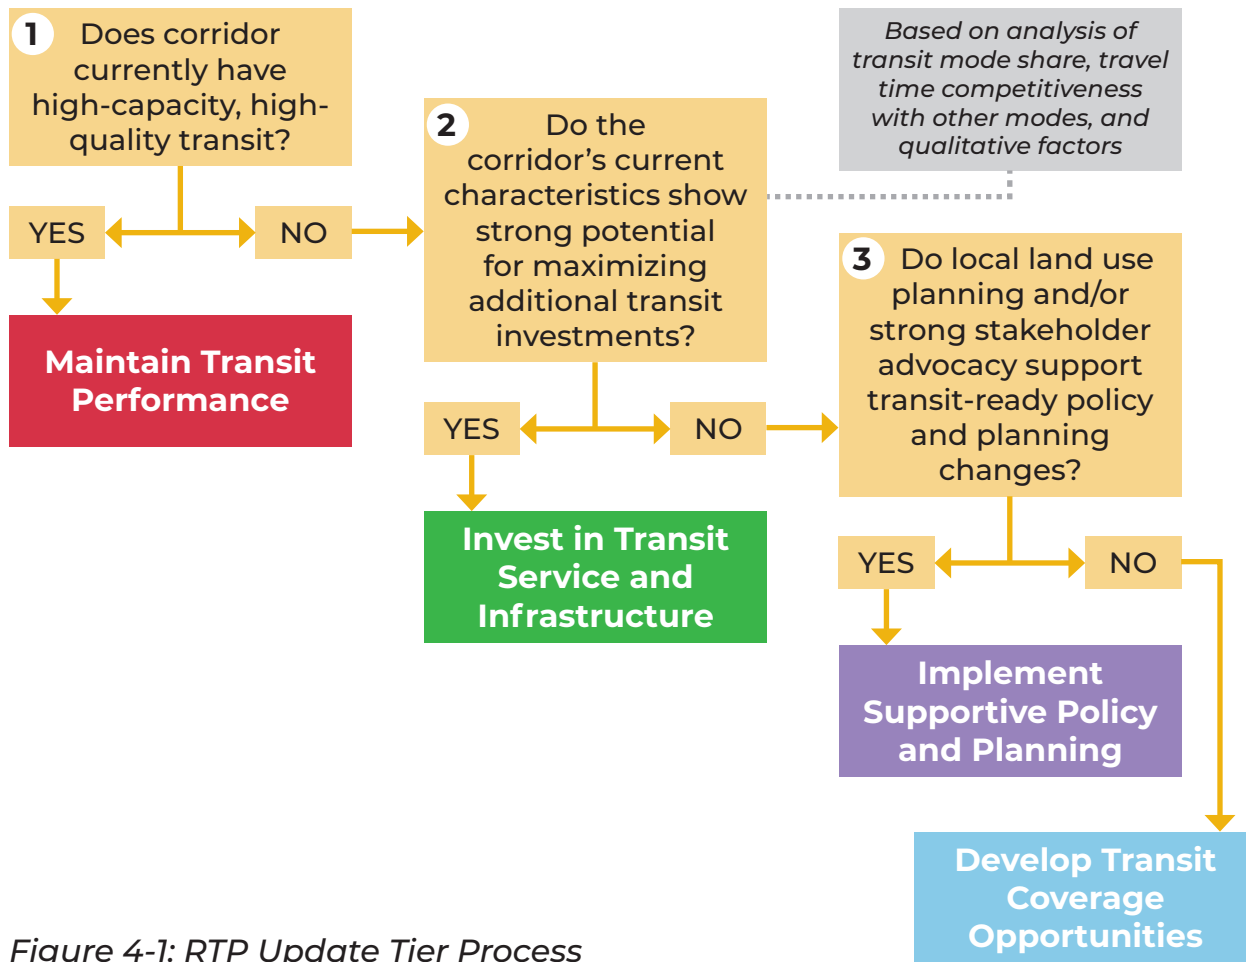 1
Does corridor
currently have
high-capacity, high-
quality transit?
YES
NO
Maintain Transit
Performance
2
Do the
corridor’s current
characteristics show
strong potential
for maximizing
additional transit
investments?
Based on analysis of
transit mode share, travel
time competitiveness
with other modes, and
qualitative factors
YES
NO
Invest in Transit
Service and
Infrastructure
3
Do local land use
planning and/or
strong stakeholder
advocacy support
transit-ready policy
and planning
changes?
YES
NO
Implement
Supportive Policy
and Planning
Develop Transit
Coverage
Opportunities
Figure 4-1: RTP Update Tier Process